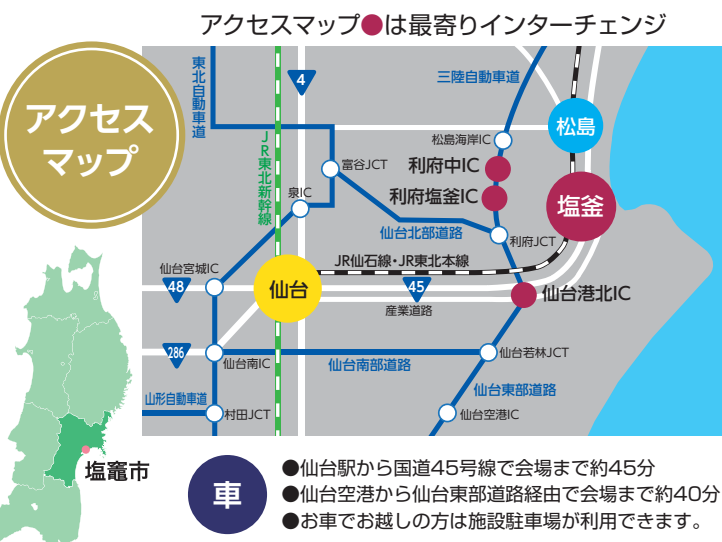 アクセスマップ●は最寄りインターチェンジ
アクセス
マップ
東北自動車道
4
JR東北新幹線
三陸自動車道
松島
松島海岸IC
富谷JCT
利府中IC
利府塩釜IC
塩釜
泉IC
仙台北部道路
利府JCT
JR仙石線・JR東北本線
仙台宮城IC
48
仙台
45
産業道路
仙台港北IC
286
仙台南IC
仙台南部道路
仙台若林JCT
山形自動車道
村田JCT
仙台東部道路
仙台空港IC
塩竈市
車
●仙台駅から国道45号線で会場まで約45分
●仙台空港から仙台東部道路経由で会場まで約40分
●お車でお越しの方は施設駐車場が利用できます。